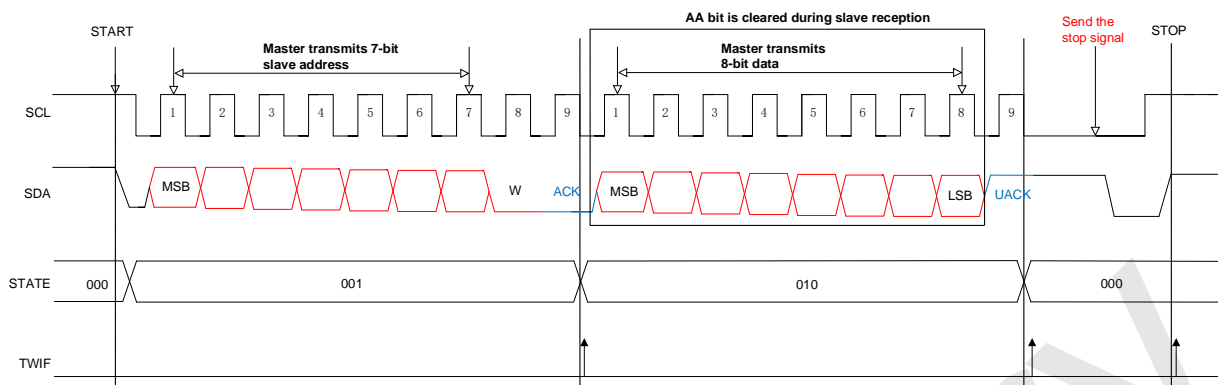 AA bit is cleared during slave reception
START
Master transmits 7-bit
slave address
Master transmits
8-bit data
Send the
stop signal
STOP
SCL
1 2 3 4 5 6 7 8 9 1 2 3 4 5 6 7 8 9
SDA
MSB W ACK MSB LSB UACK
STATE
000 001 010 000
TWIF